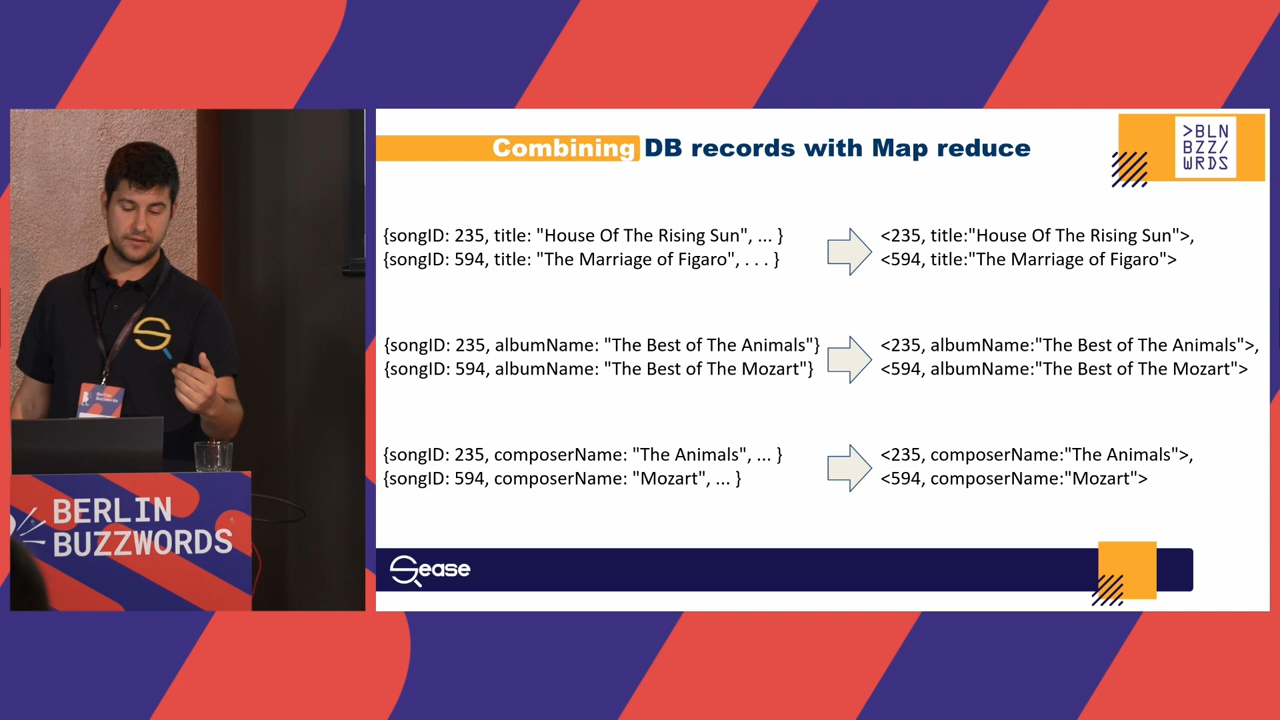 Combining DB records with Map reduce
>BLN
BZZ/
WRDS
{songID: 235, title: "House Of The Rising Sun", ... }
{songID: 594, title: "The Marriage of Figaro", . . . }
<235, title:"House Of The Rising Sun">,
<594, title:"The Marriage of Figaro">
{songID: 235, albumName: "The Best of The Animals"}
{songID: 594, albumName: "The Best of The Mozart"}
<235, albumName:"The Best of The Animals">,
<594, albumName:"The Best of The Mozart">
{songID: 235, composerName: "The Animals", ... }
{songID: 594, composerName: "Mozart", ... }
<235, composerName:"The Animals">,
<594, composerName:"Mozart">
Sease
Berlin
Buzzwords
BERLIN
BUZZWORDS